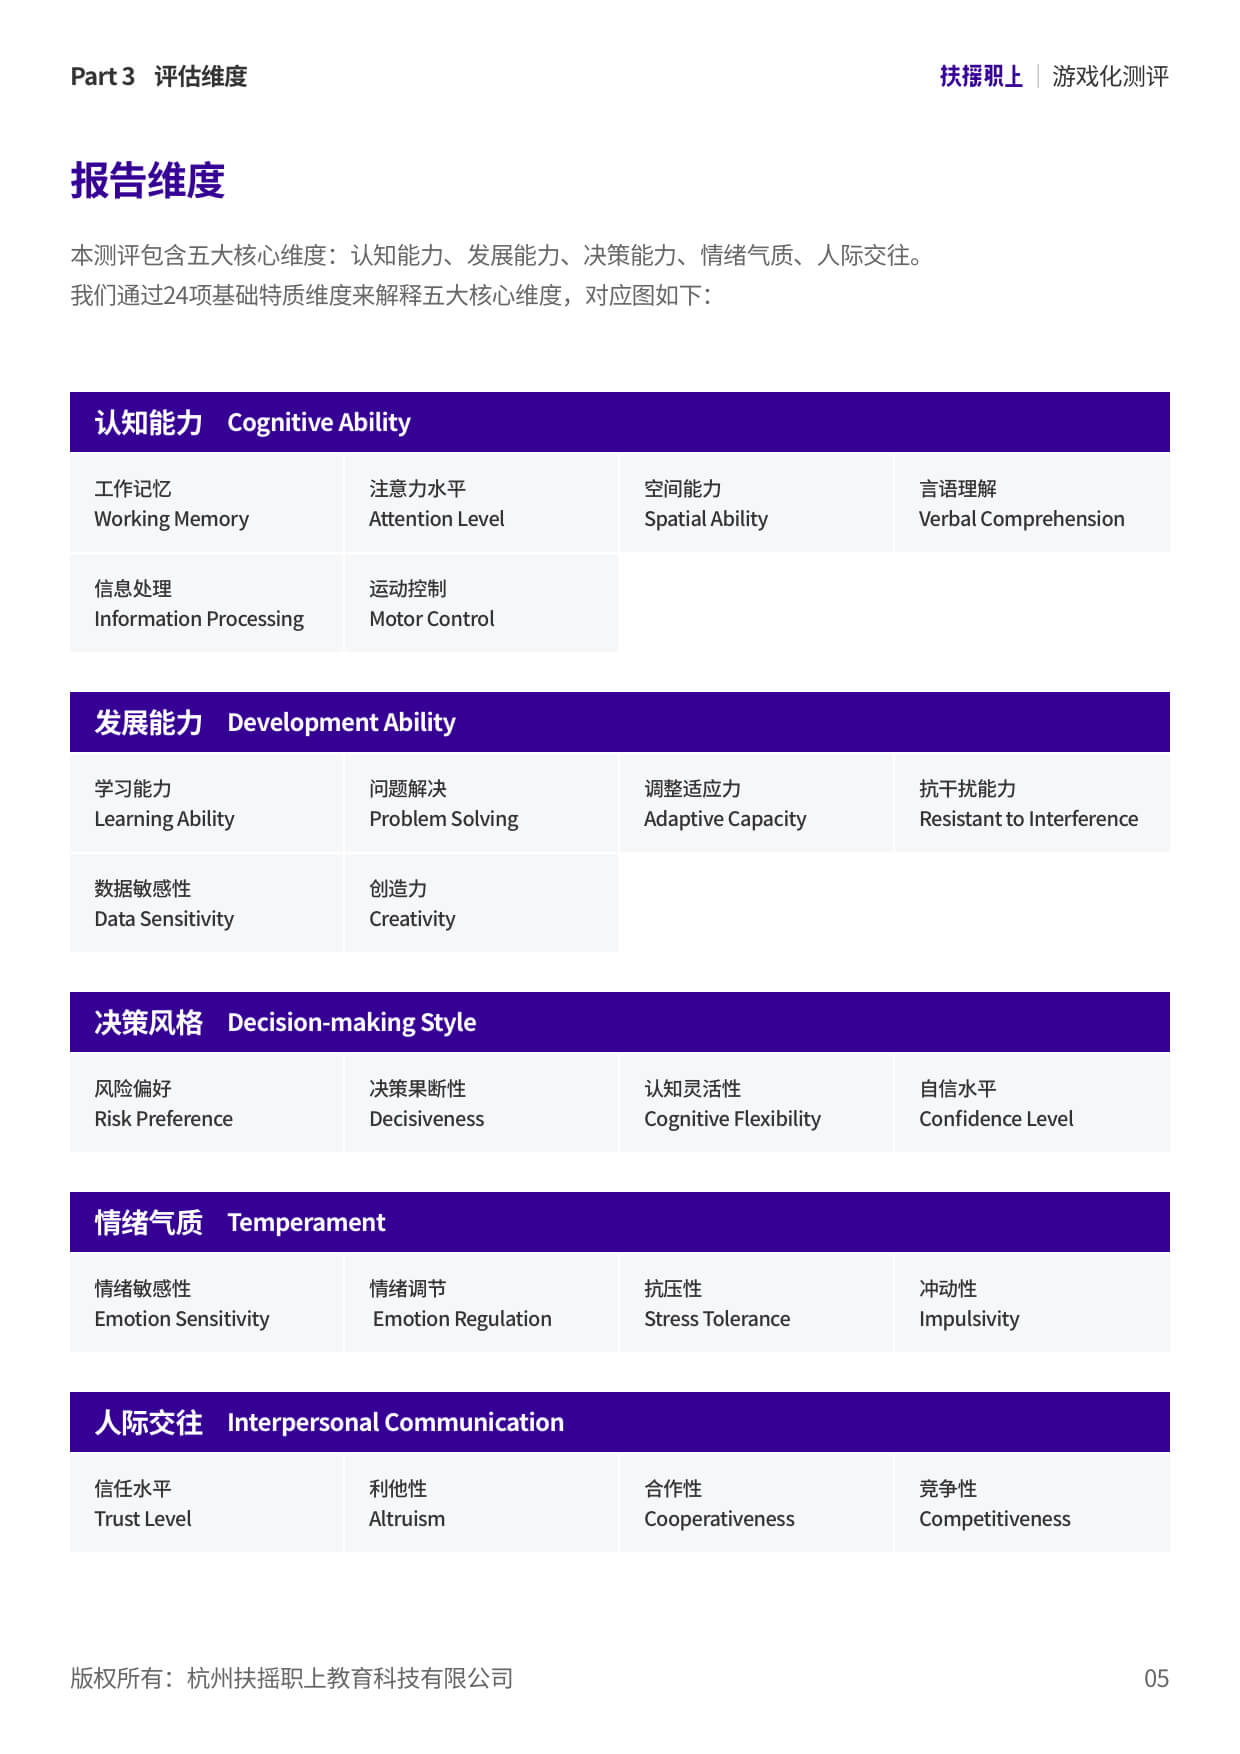 Part 3 评估维度
扶摇职上 | 游戏化测评
报告维度
本测评包含五大核心维度：认知能力、发展能力、决策能力、情绪气质、人际交往。
我们通过24项基础特质维度来解释五大核心维度，对应图如下：
认知能力 Cognitive Ability
工作记忆
Working Memory
注意力水平
Attention Level
空间能力
Spatial Ability
言语理解
Verbal Comprehension
信息处理
Information Processing
运动控制
Motor Control
发展能力 Development Ability
学习能力
Learning Ability
问题解决
Problem Solving
调整适应力
Adaptive Capacity
抗干扰能力
Resistant to Interference
数据敏感性
Data Sensitivity
创造力
Creativity
决策风格 Decision-making Style
风险偏好
Risk Preference
决策果断性
Decisiveness
认知灵活性
Cognitive Flexibility
自信水平
Confidence Level
情绪气质 Temperament
情绪敏感性
Emotion Sensitivity
情绪调节
Emotion Regulation
抗压性
Stress Tolerance
冲动性
Impulsivity
人际交往 Interpersonal Communication
信任水平
Trust Level
利他性
Altruism
合作性
Cooperativeness
竞争性
Competitiveness
版权所有：杭州扶摇职上教育科技有限公司
05